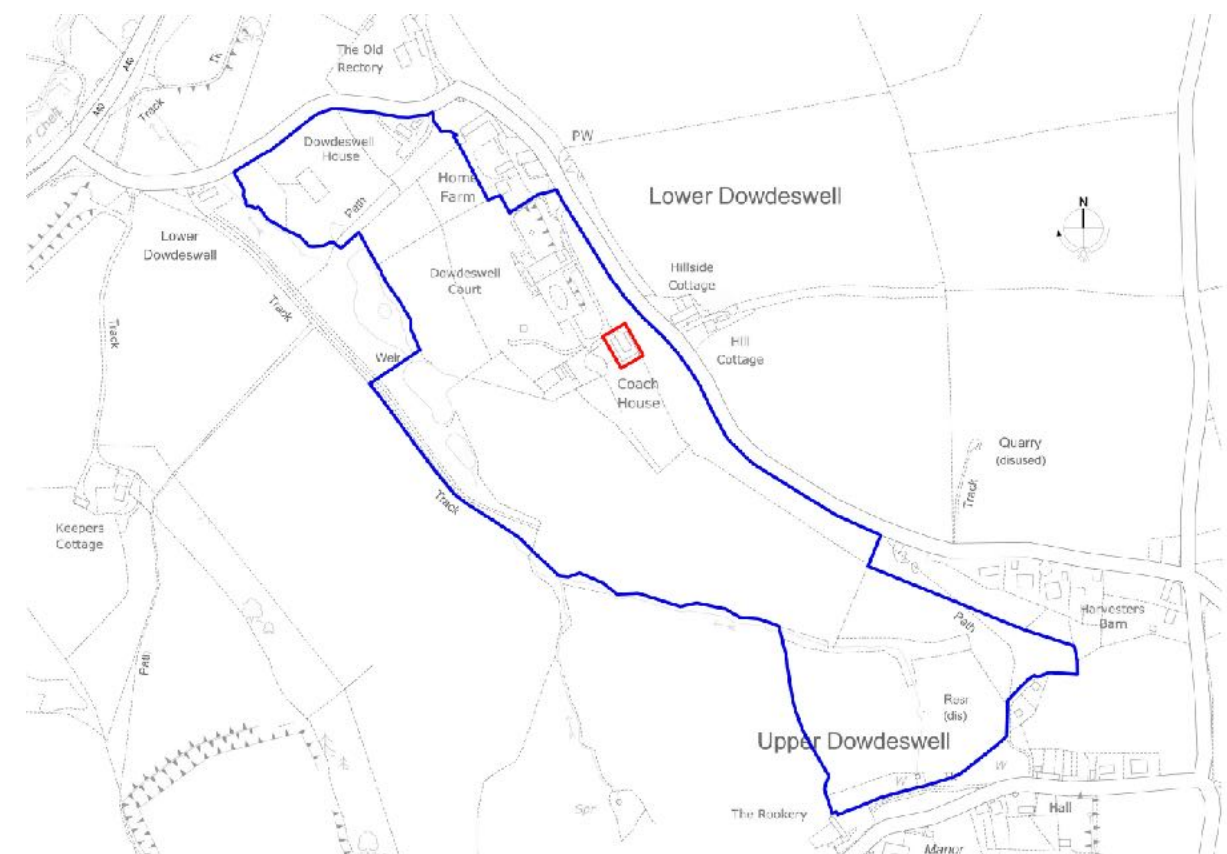 The Old
Rectory
A40
A40
Track
Dowdeswell
House
PW
Home
Farm
Path
Lower Dowdeswell
N
Lower
Dowdeswell
Dowdeswell
Court
Hillside
Cottage
Track
Track
Hill
Cottage
Weir
Coach
House
Quarry
(disused)
Track
Track
Keepers
Cottage
Harvesters
Barn
Path
Resr
(dis)
Upper Dowdeswell
W
W
Spr
The Rookery
Hall
Manor